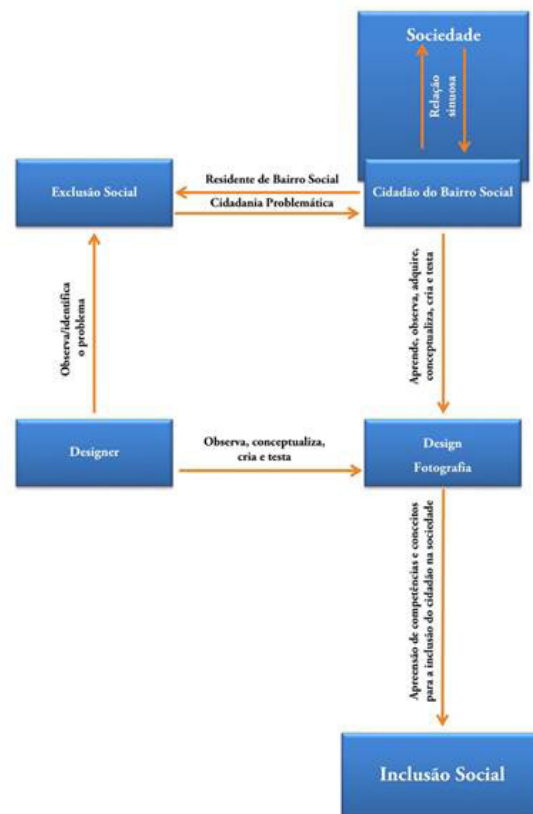 Sociedade
Relação
sinuosa
Residente de Bairro Social
Exclusão Social
Cidadão do Bairro Social
Cidadania Problemática
Observa/identifica
o problema
Aprende, observa, adquire,
conceptualiza, cria e testa
Designer
Observa, conceptualiza,
cria e testa
Design
Fotografia
Apreensão de competências e conceitos
para a inclusão do cidadão na sociedade
Inclusão Social